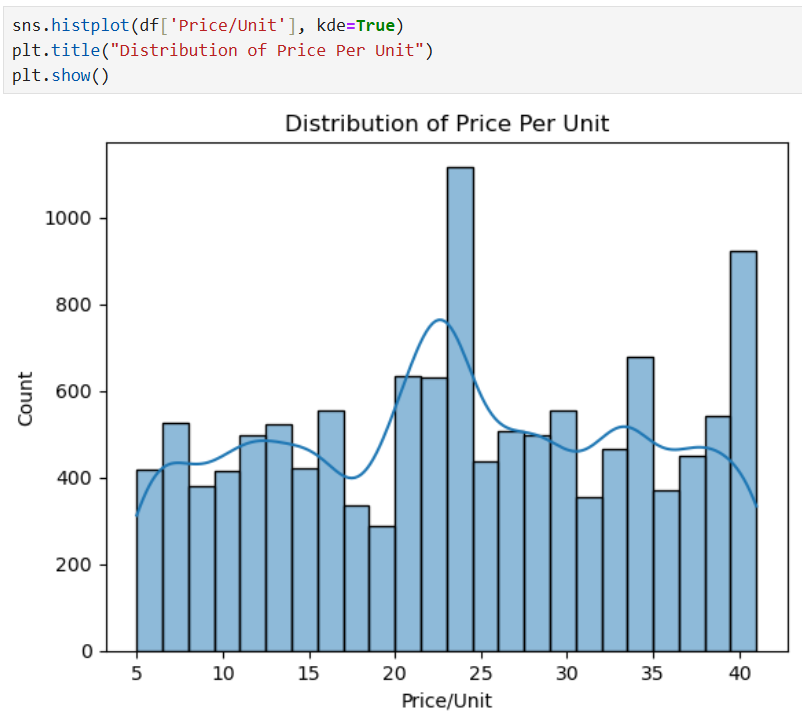 sns.histplot(df['Price/Unit'], kde=True)
plt.title("Distribution of Price Per Unit")
plt.show()
Distribution of Price Per Unit
1000
800
600
400
200
0
Count
5 10 15 20 25 30 35 40
Price/Unit